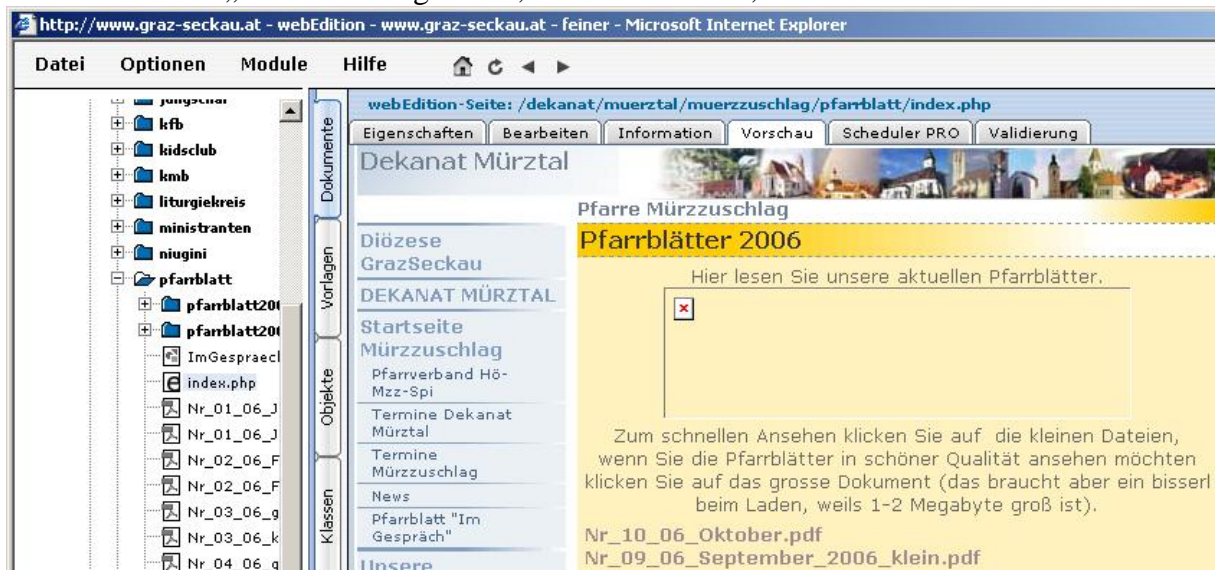 http://www.graz-seckau.at - webEdition - www.graz-seckau.at - feiner - Microsoft Internet Explorer
Datei Optionen Module Hilfe
jungschar
kfb
kidsclub
kmb
liturgiekreis
ministranten
niugini
pfarrblatt
pfarrblatt20
pfarrblatt20
ImGespraecl
index.php
Nr_01_06_J
Nr_01_06_J
Nr_02_06_F
Nr_02_06_F
Nr_03_06_g
Nr_03_06_k
Nr_04_06_g
Dokumente
Vorlagen
Objekte
Klassen
webEdition-Seite: /dekanat/muerztal/muerzzuschlag/pfarrblatt/index.php
Eigenschaften Bearbeiten Information Vorschau Scheduler PRO Validierung
Dekanat Mürztal
Diözese
GrazSeckau
DEKANAT MÜRZTAL
Startseite
Mürzzuschlag
Pfarrverband Hö-
Mzz-Spi
Termine Dekanat
Mürztal
Termine
Mürzzuschlag
News
Pfarrblatt "Im
Gespräch"
Unsere
Pfarre Mürzzuschlag
Pfarrblätter 2006
Hier lesen Sie unsere aktuellen Pfarrblätter.
Zum schnellen Ansehen klicken Sie auf die kleinen Dateien,
wenn Sie die Pfarrblätter in schöner Qualität ansehen möchten
klicken Sie auf das grosse Dokument (das braucht aber ein bisserl
beim Laden, weils 1-2 Megabyte groß ist).
Nr_10_06_Oktober.pdf
Nr_09_06_September_2006_klein.pdf